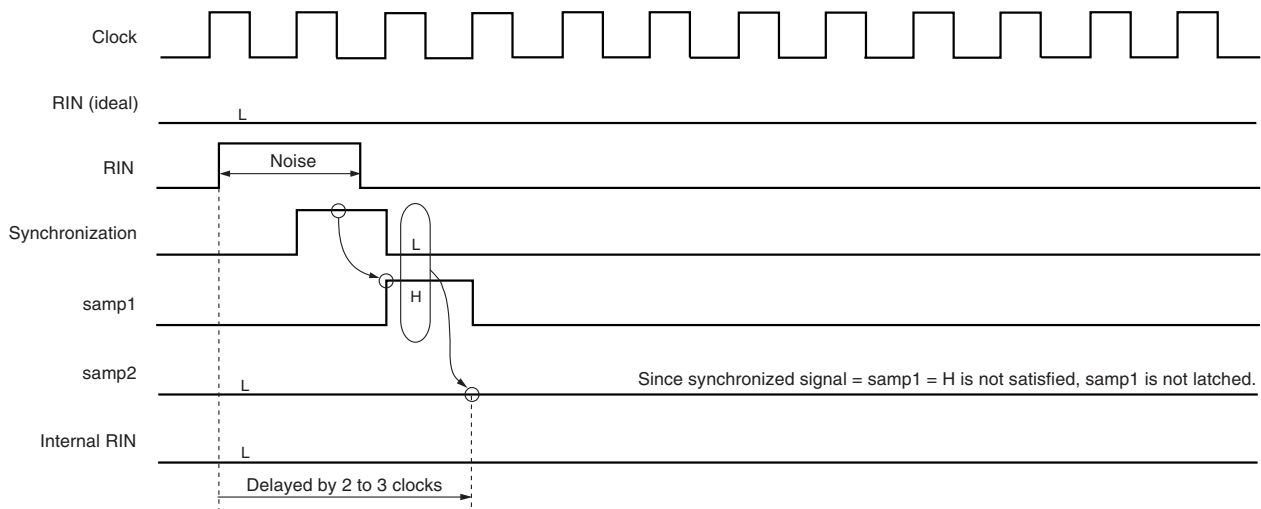 Clock
RIN (ideal)
L
RIN
Noise
Synchronization
L
samp1
H
samp2
L
Since synchronized signal = samp1 = H is not satisfied, samp1 is not latched.
Internal RIN
L
Delayed by 2 to 3 clocks